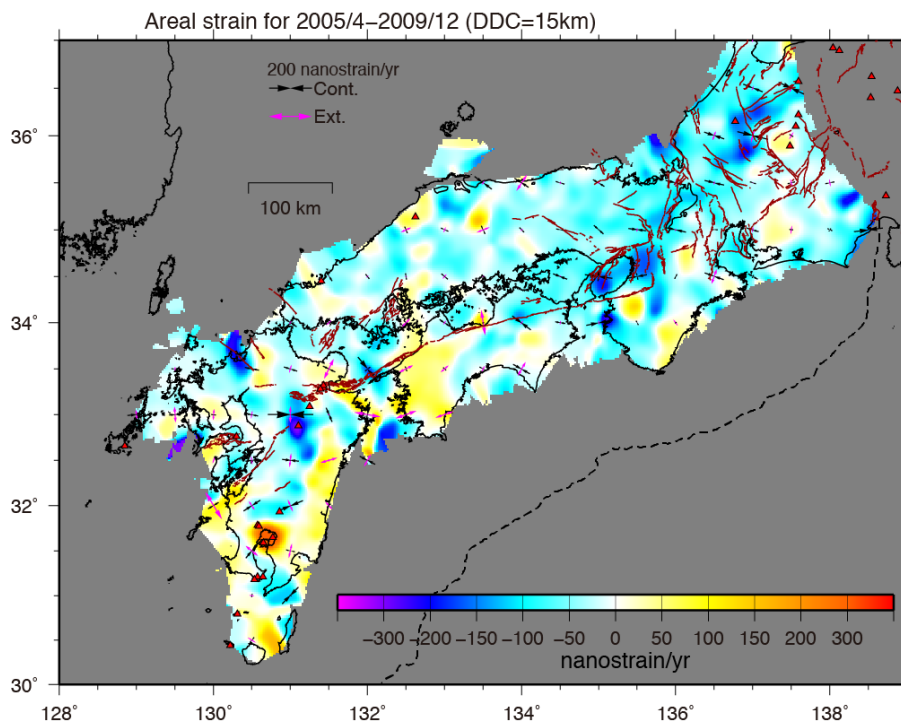 Areal strain for 2005/4−2009/12 (DDC=15km)
128° 130° 132° 134° 136° 138°
36°
34°
32°
30°
200 nanostrain/yr
Cont.
Ext.
100 km
−300 −200 −150 −100 −50 0 50 100 150 200 300
nanostrain/yr